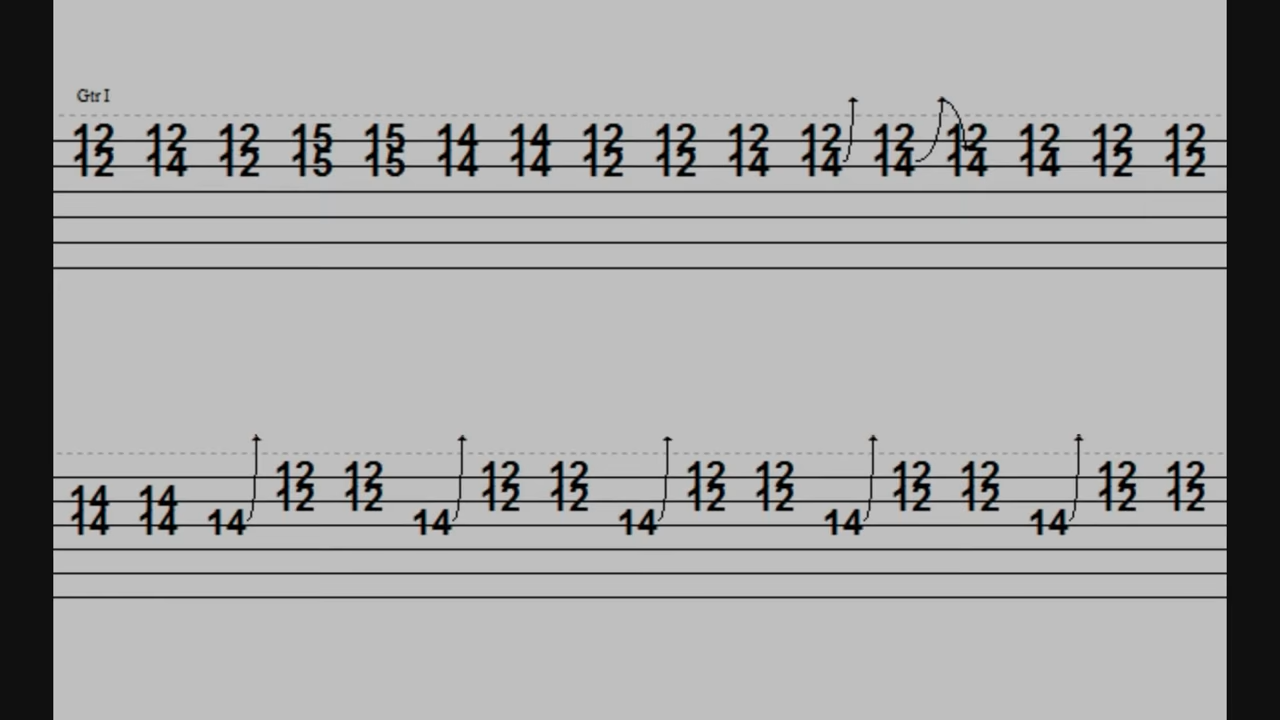 Gtr I
12 12 12 15 15 14 14 12 12 12 12 12 12 12 12 12
12 14 12 15 15 14 14 12 12 14 14 14 14 14 12 12
12 12 12 12 12 12 12 12 12 12
14 14 12 12 12 12 12 12 12 12 12 12
14 14 14 14 14 14 14